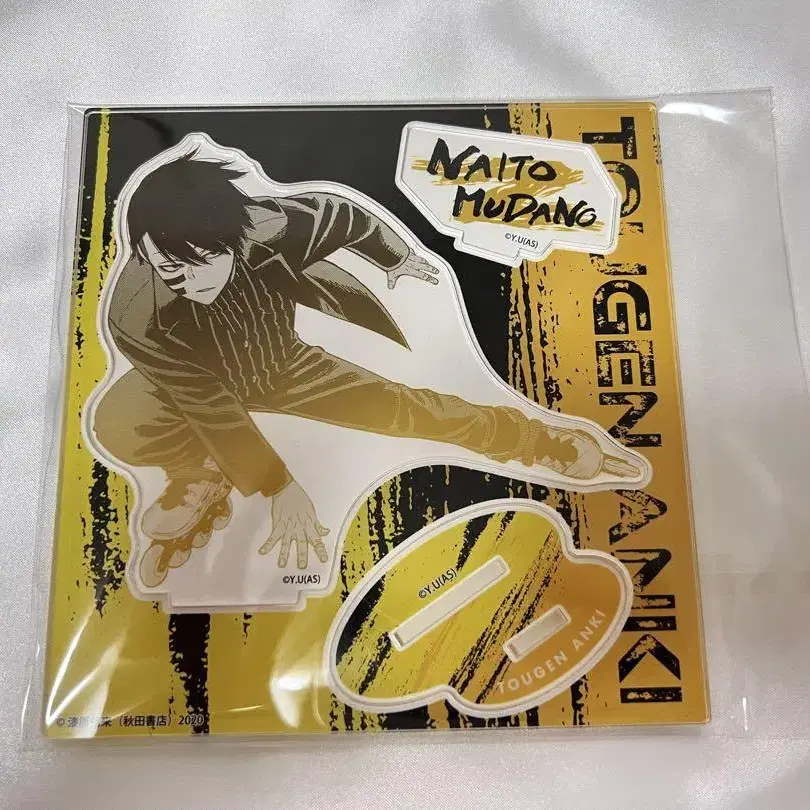 NAITO
MUDANO
©Y.U(AS)
TOUGEN ANKI
©Y.U(AS)
©Y.U(AS)
TOUGEN ANKI
（秋田書店）2020